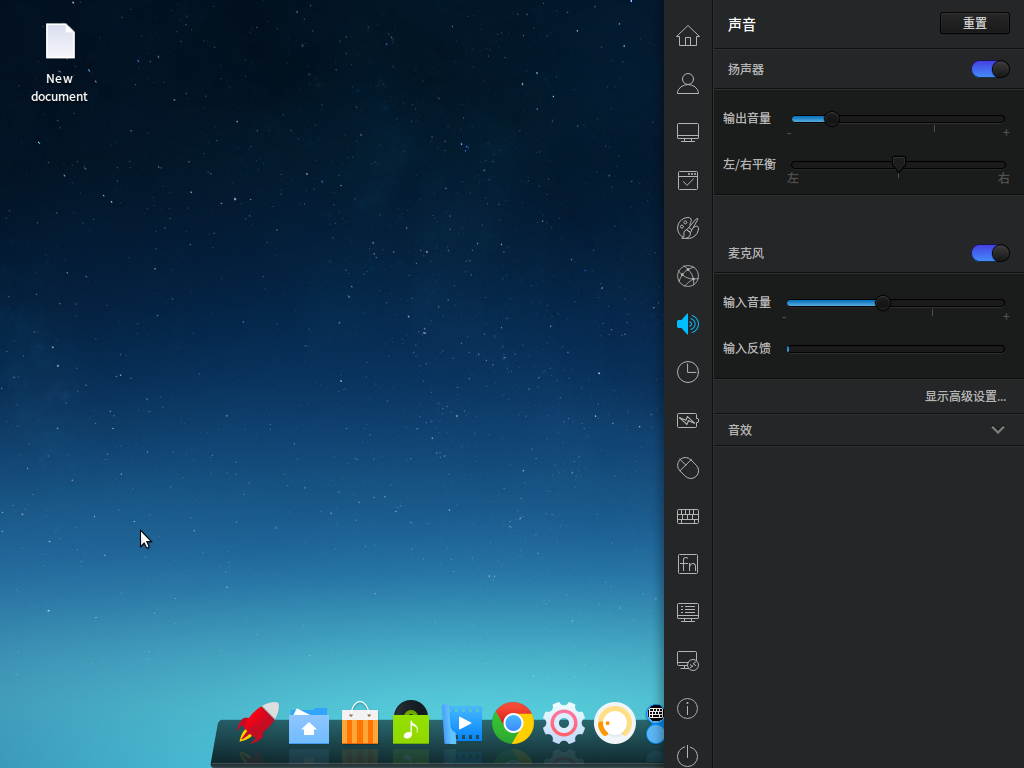 New
document
声音
重置
扬声器
输出音量
- +
左/右平衡
左 右
麦克风
输入音量
- +
输入反馈
显示高级设置...
音效
fn